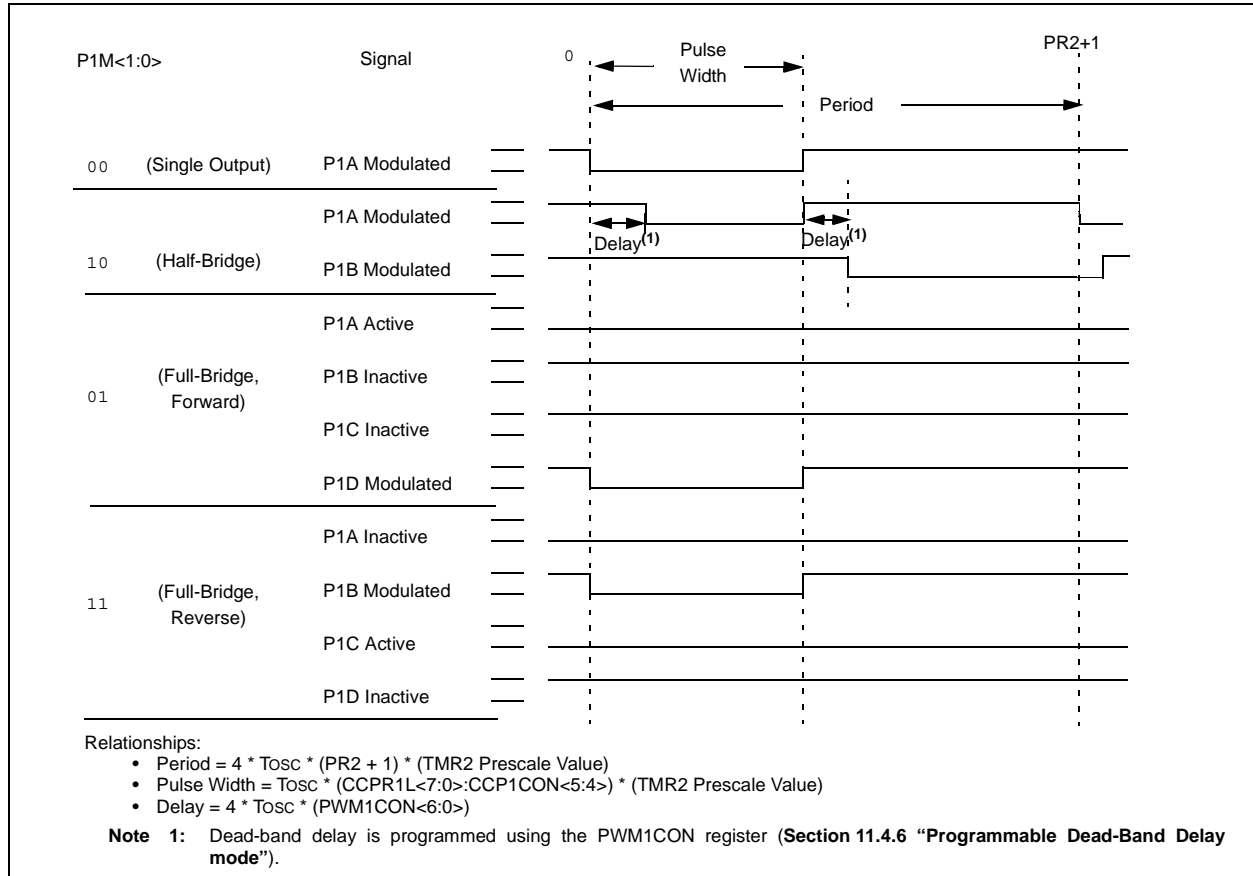 P1M<1:0> Signal 0 Pulse Width PR2+1
Period
00 (Single Output) P1A Modulated
P1A Modulated
Delay(1) Delay(1)
10 (Half-Bridge) P1B Modulated
P1A Active
01 (Full-Bridge, Forward) P1B Inactive
P1C Inactive
P1D Modulated
P1A Inactive
11 (Full-Bridge, Reverse) P1B Modulated
P1C Active
P1D Inactive
Relationships:
• Period = 4 * TOSC * (PR2 + 1) * (TMR2 Prescale Value)
• Pulse Width = TOSC * (CCPR1L<7:0>:CCP1CON<5:4>) * (TMR2 Prescale Value)
• Delay = 4 * TOSC * (PWM1CON<6:0>)
Note 1: Dead-band delay is programmed using the PWM1CON register (Section 11.4.6 “Programmable Dead-Band Delay
mode”).